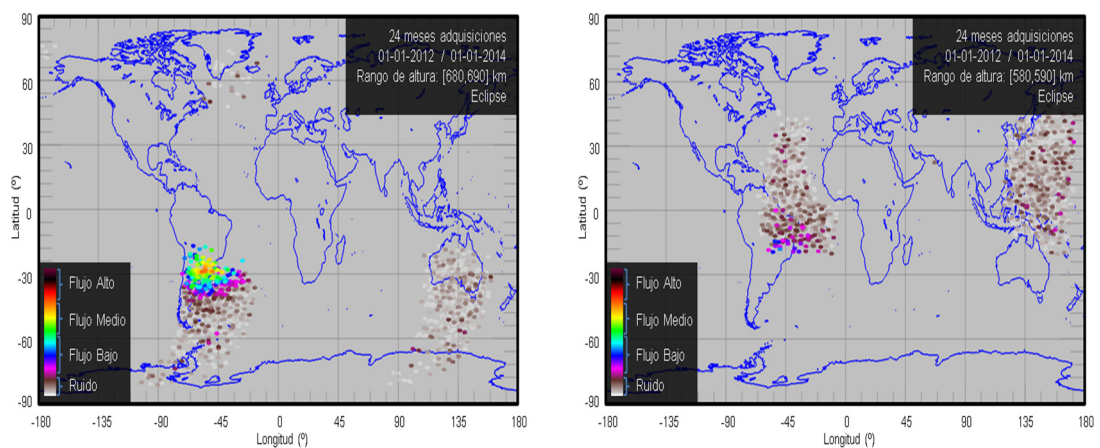 90
60
30
0
-30
-60
-90
Latitud (º)
24 meses adquisiciones
01-01-2012 / 01-01-2014
Rango de altura: [680,690] km
Eclipse
Flujo Alto
Flujo Medio
Flujo Bajo
Ruido
-180 -135 -90 -45 0 45 90 135 180
Longitud (º)
90
60
30
0
-30
-60
-90
Latitud (º)
24 meses adquisiciones
01-01-2012 / 01-01-2014
Rango de altura: [580,590] km
Eclipse
Flujo Alto
Flujo Medio
Flujo Bajo
Ruido
-180 -135 -90 -45 0 45 90 135 180
Longitud (º)